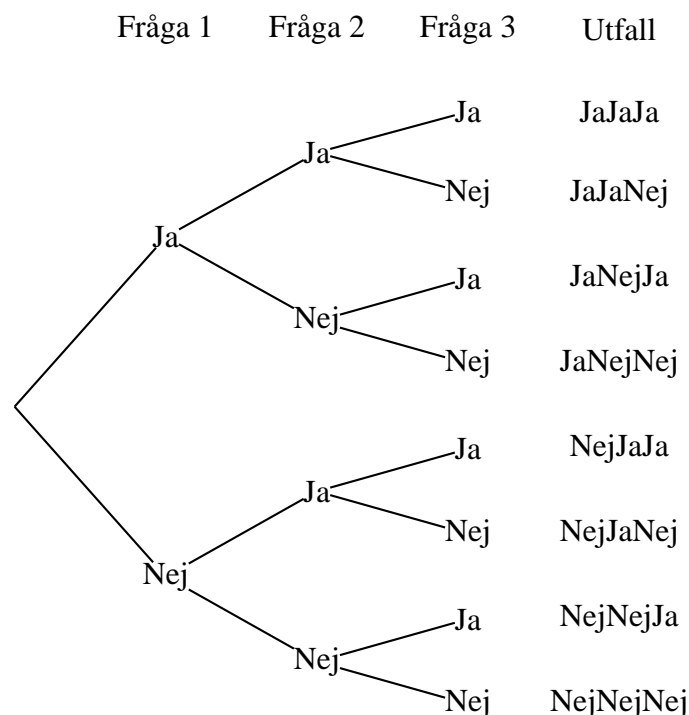 Fråga 1 Fråga 2 Fråga 3 Utfall
Ja JaJaJa
Ja
Nej JaJaNej
Ja
Ja JaNejJa
Nej
Nej JaNejNej
Ja NejJaJa
Ja
Nej NejJaNej
Nej
Ja NejNejJa
Nej
Nej NejNejNej